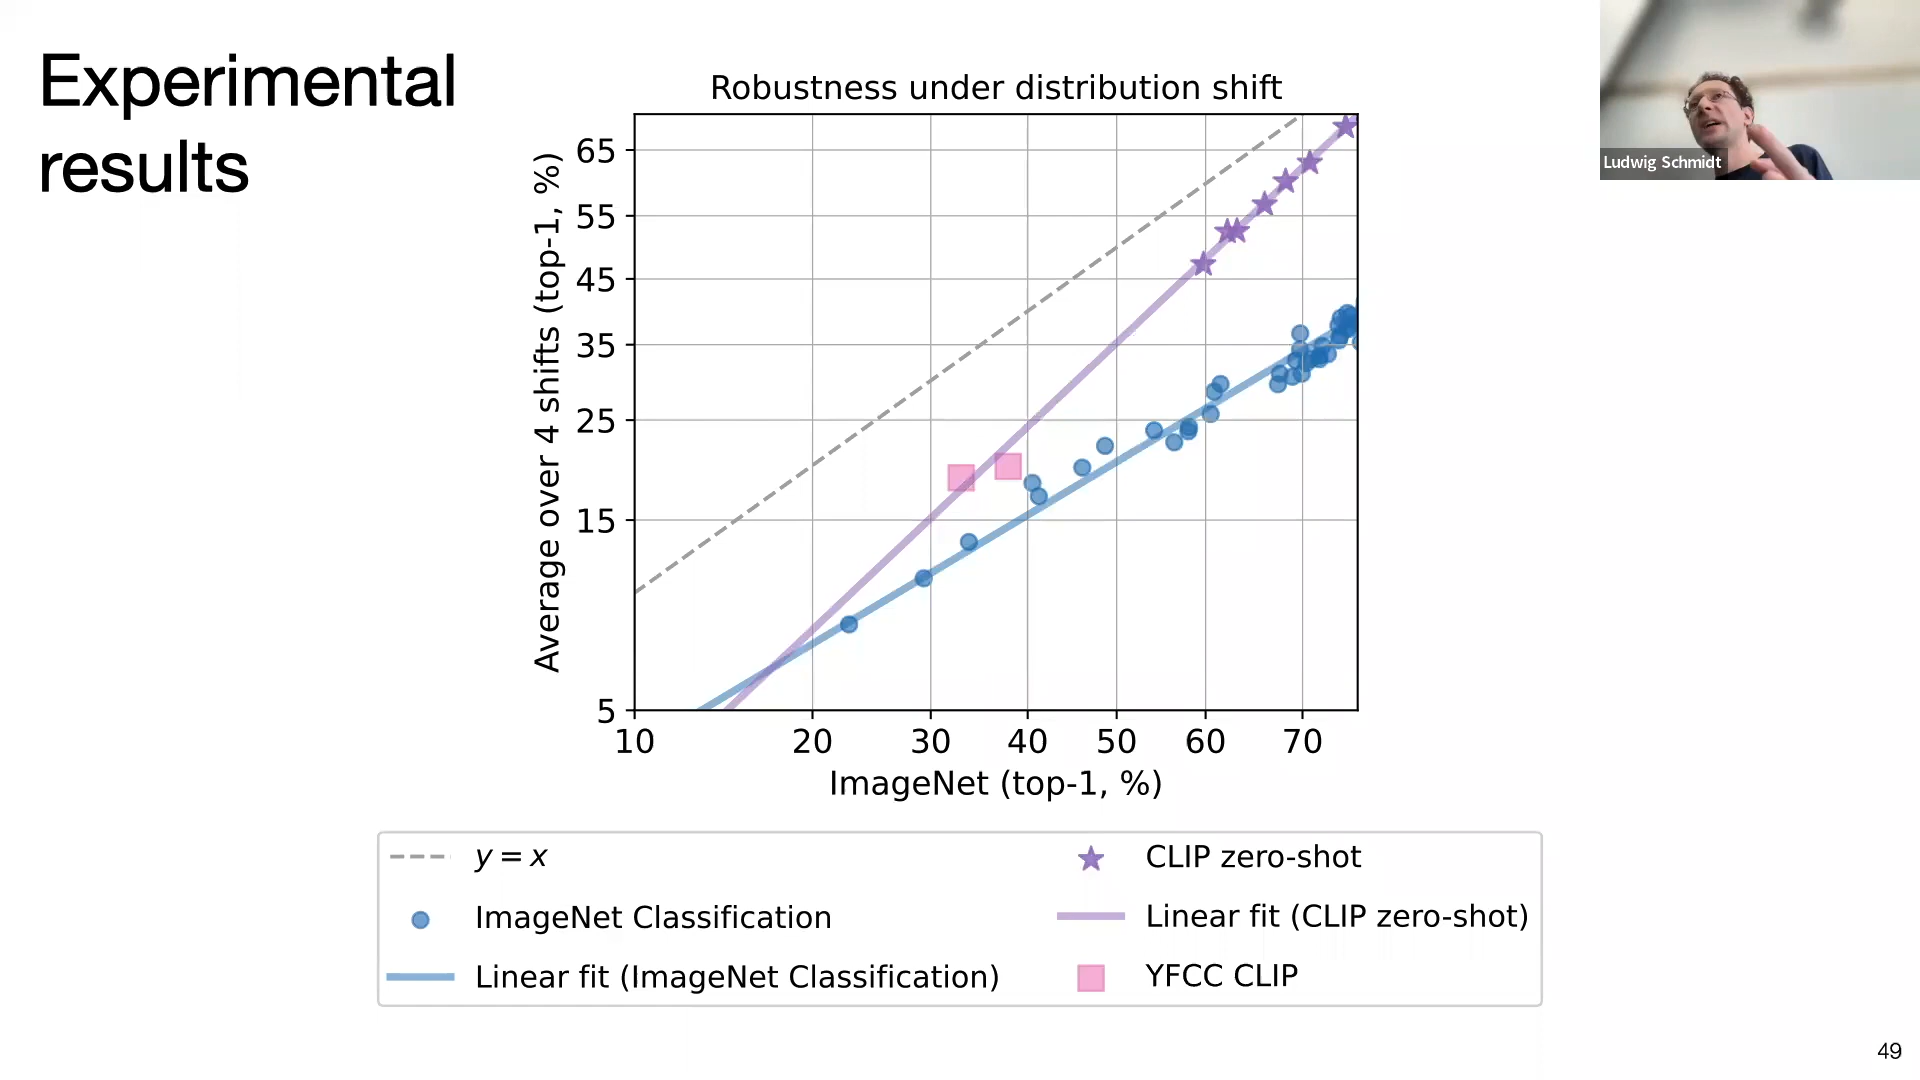 Experimental
results
Ludwig Schmidt
Robustness under distribution shift
Average over 4 shifts (top-1, %)
65
55
45
35
25
15
5
10 20 30 40 50 60 70
ImageNet (top-1, %)
y = x
ImageNet Classification
Linear fit (ImageNet Classification)
CLIP zero-shot
Linear fit (CLIP zero-shot)
YFCC CLIP
49